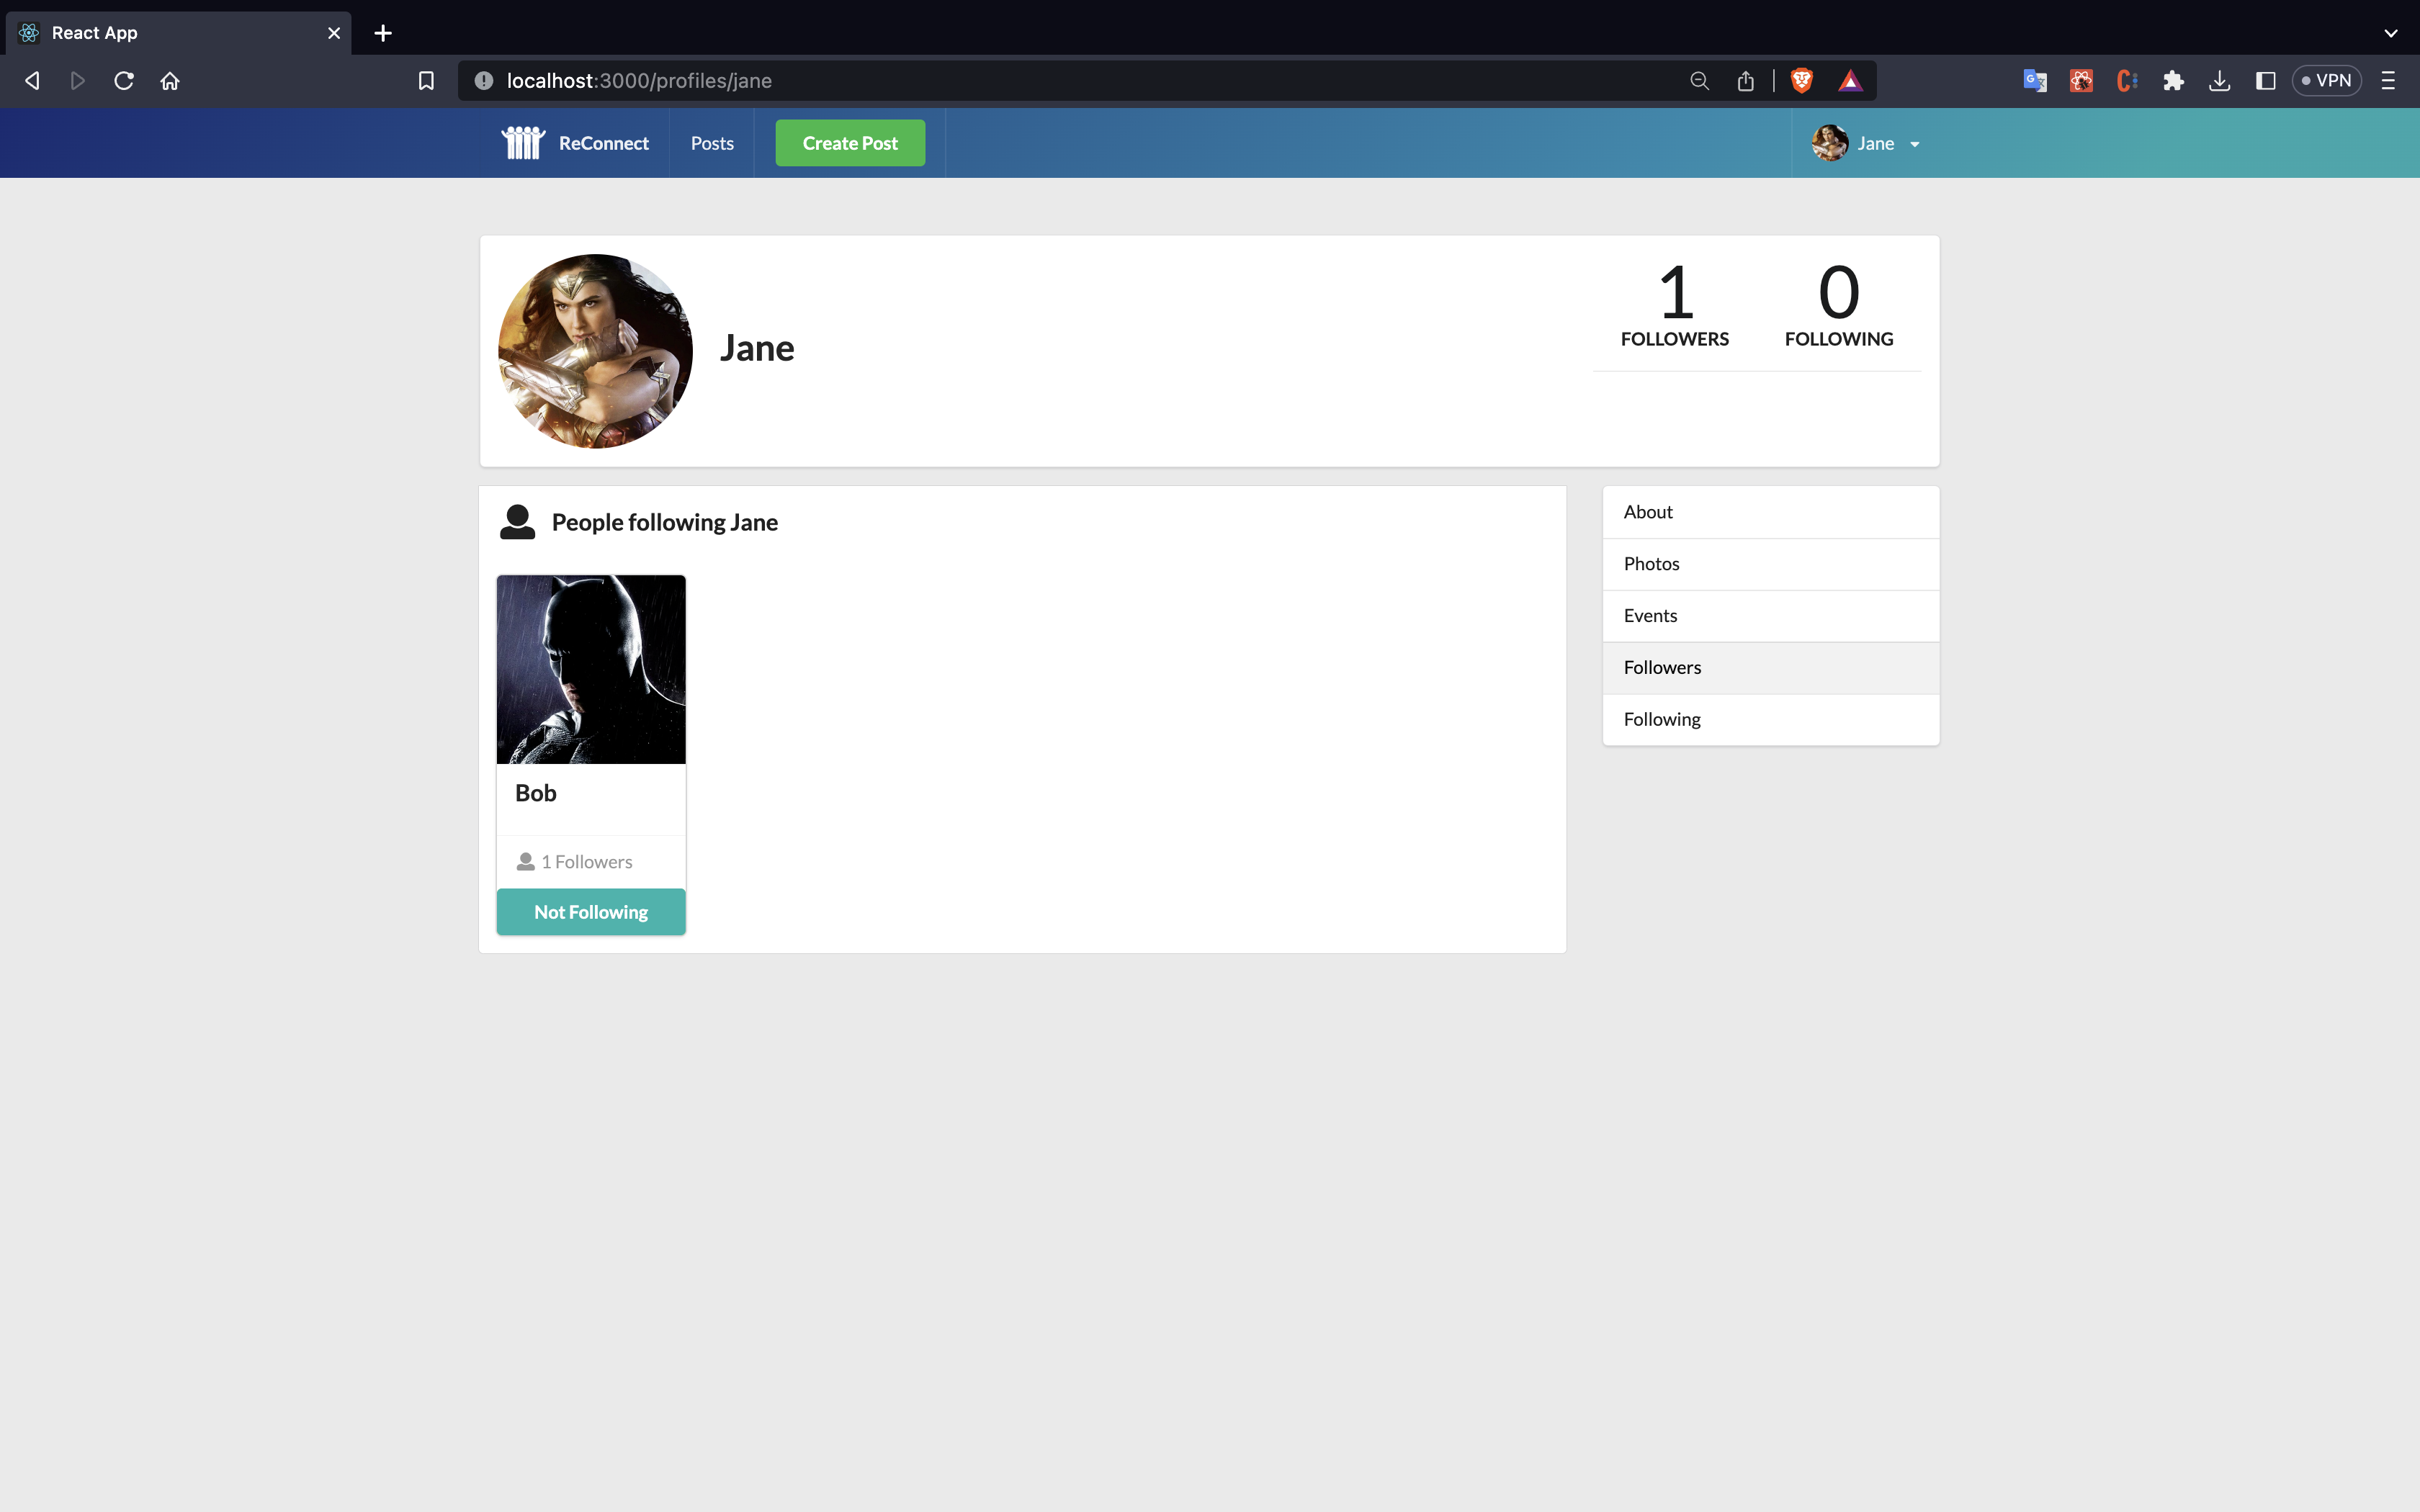 React App
localhost:3000/profiles/jane
VPN
ReConnect
Posts
Create Post
Jane
Jane
1
FOLLOWERS
0
FOLLOWING
People following Jane
Bob
1 Followers
Not Following
About
Photos
Events
Followers
Following